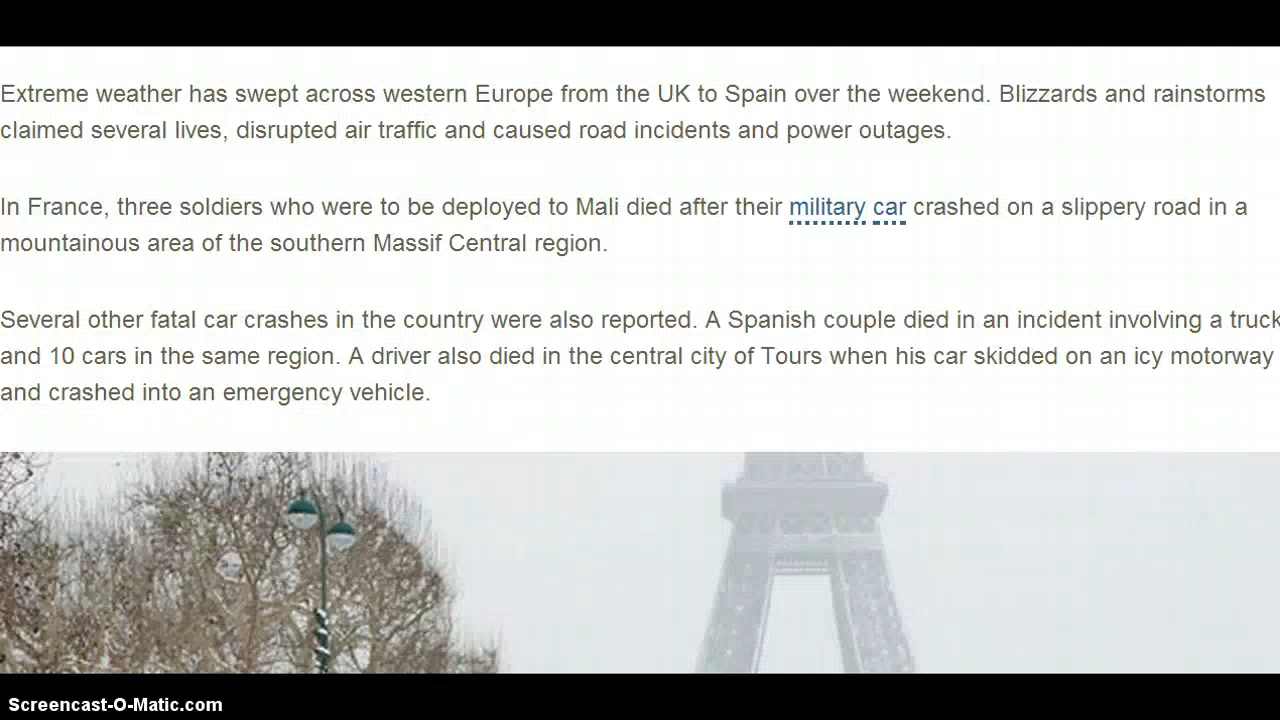 Extreme weather has swept across western Europe from the UK to Spain over the weekend. Blizzards and rainstorms
claimed several lives, disrupted air traffic and caused road incidents and power outages.
In France, three soldiers who were to be deployed to Mali died after their military car crashed on a slippery road in a
mountainous area of the southern Massif Central region.
Several other fatal car crashes in the country were also reported. A Spanish couple died in an incident involving a truck
and 10 cars in the same region. A driver also died in the central city of Tours when his car skidded on an icy motorway
and crashed into an emergency vehicle.
Screencast-O-Matic.com